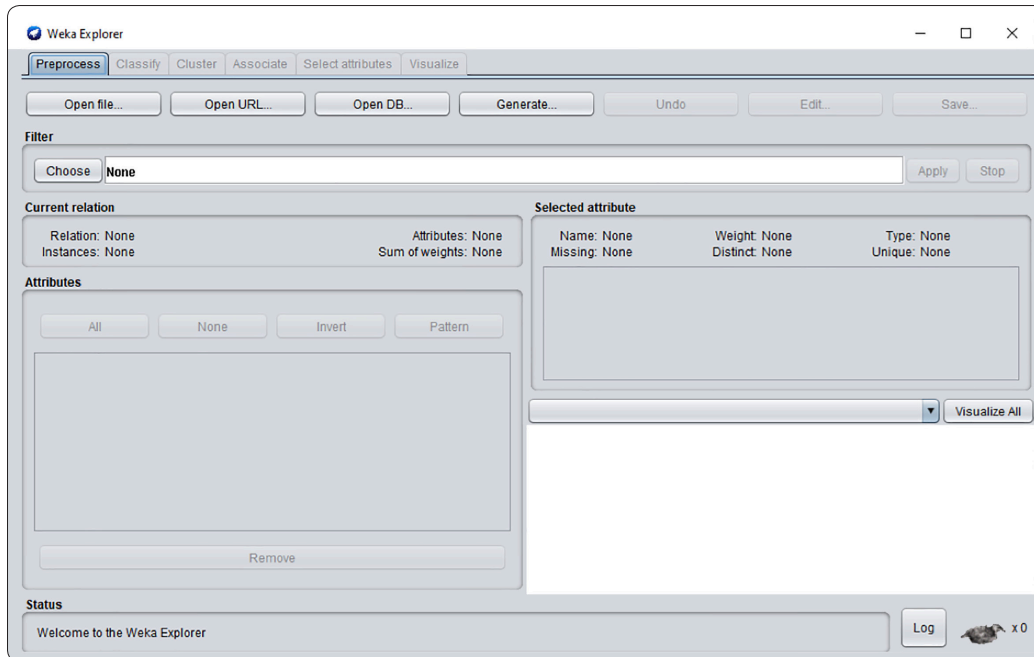 Weka Explorer
Preprocess Classify Cluster Associate Select attributes Visualize
Open file... Open URL... Open DB... Generate... Undo Edit... Save...
Filter
Choose None Apply Stop
Current relation
Relation: None Attributes: None
Instances: None Sum of weights: None
Selected attribute
Name: None Weight: None Type: None
Missing: None Distinct: None Unique: None
Attributes
All None Invert Pattern
Remove
Visualize All
Status
Welcome to the Weka Explorer
Log x 0